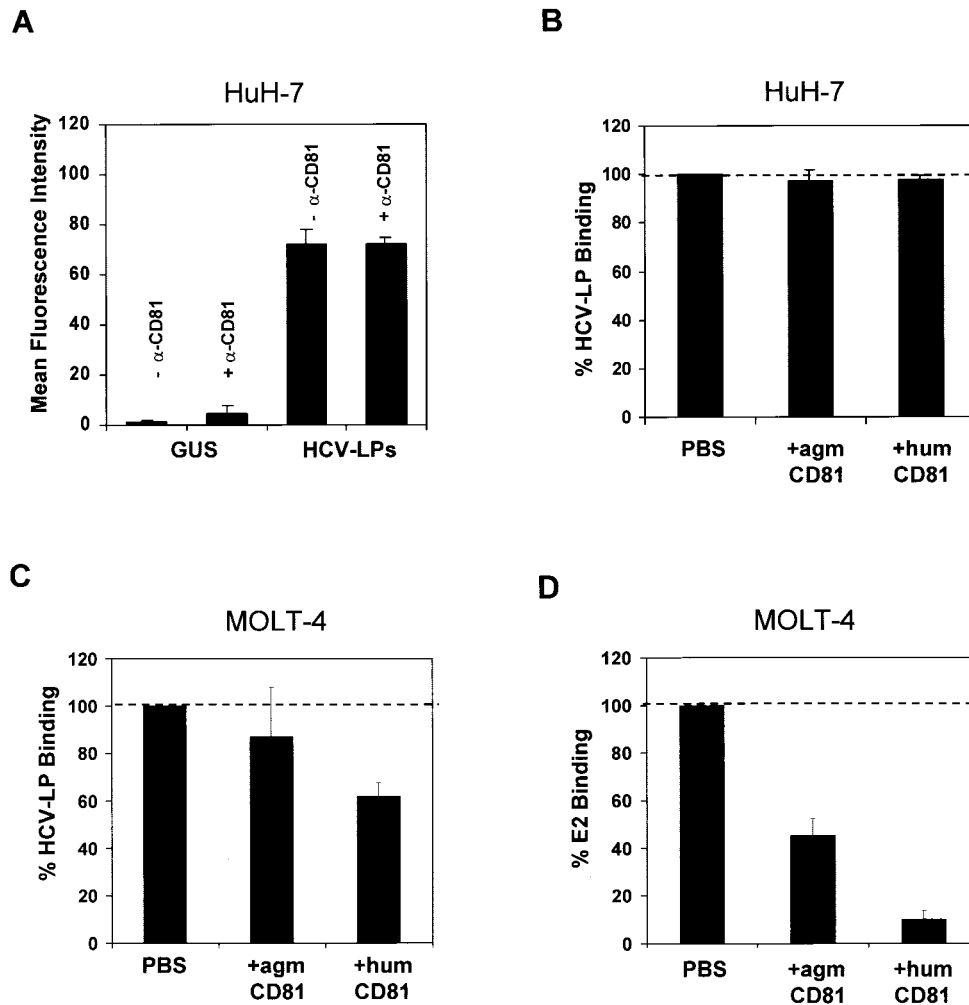 A
HuH-7
Mean Fluorescence Intensity
120
100
80
60
40
20
0
- α-CD81
+ α-CD81
- α-CD81
+ α-CD81
GUS
HCV-LPs
B
HuH-7
% HCV-LP Binding
120
100
80
60
40
20
0
PBS
+agm
CD81
+hum
CD81
C
MOLT-4
% HCV-LP Binding
120
100
80
60
40
20
0
PBS
+agm
CD81
+hum
CD81
D
MOLT-4
% E2 Binding
120
100
80
60
40
20
0
PBS
+agm
CD81
+hum
CD81